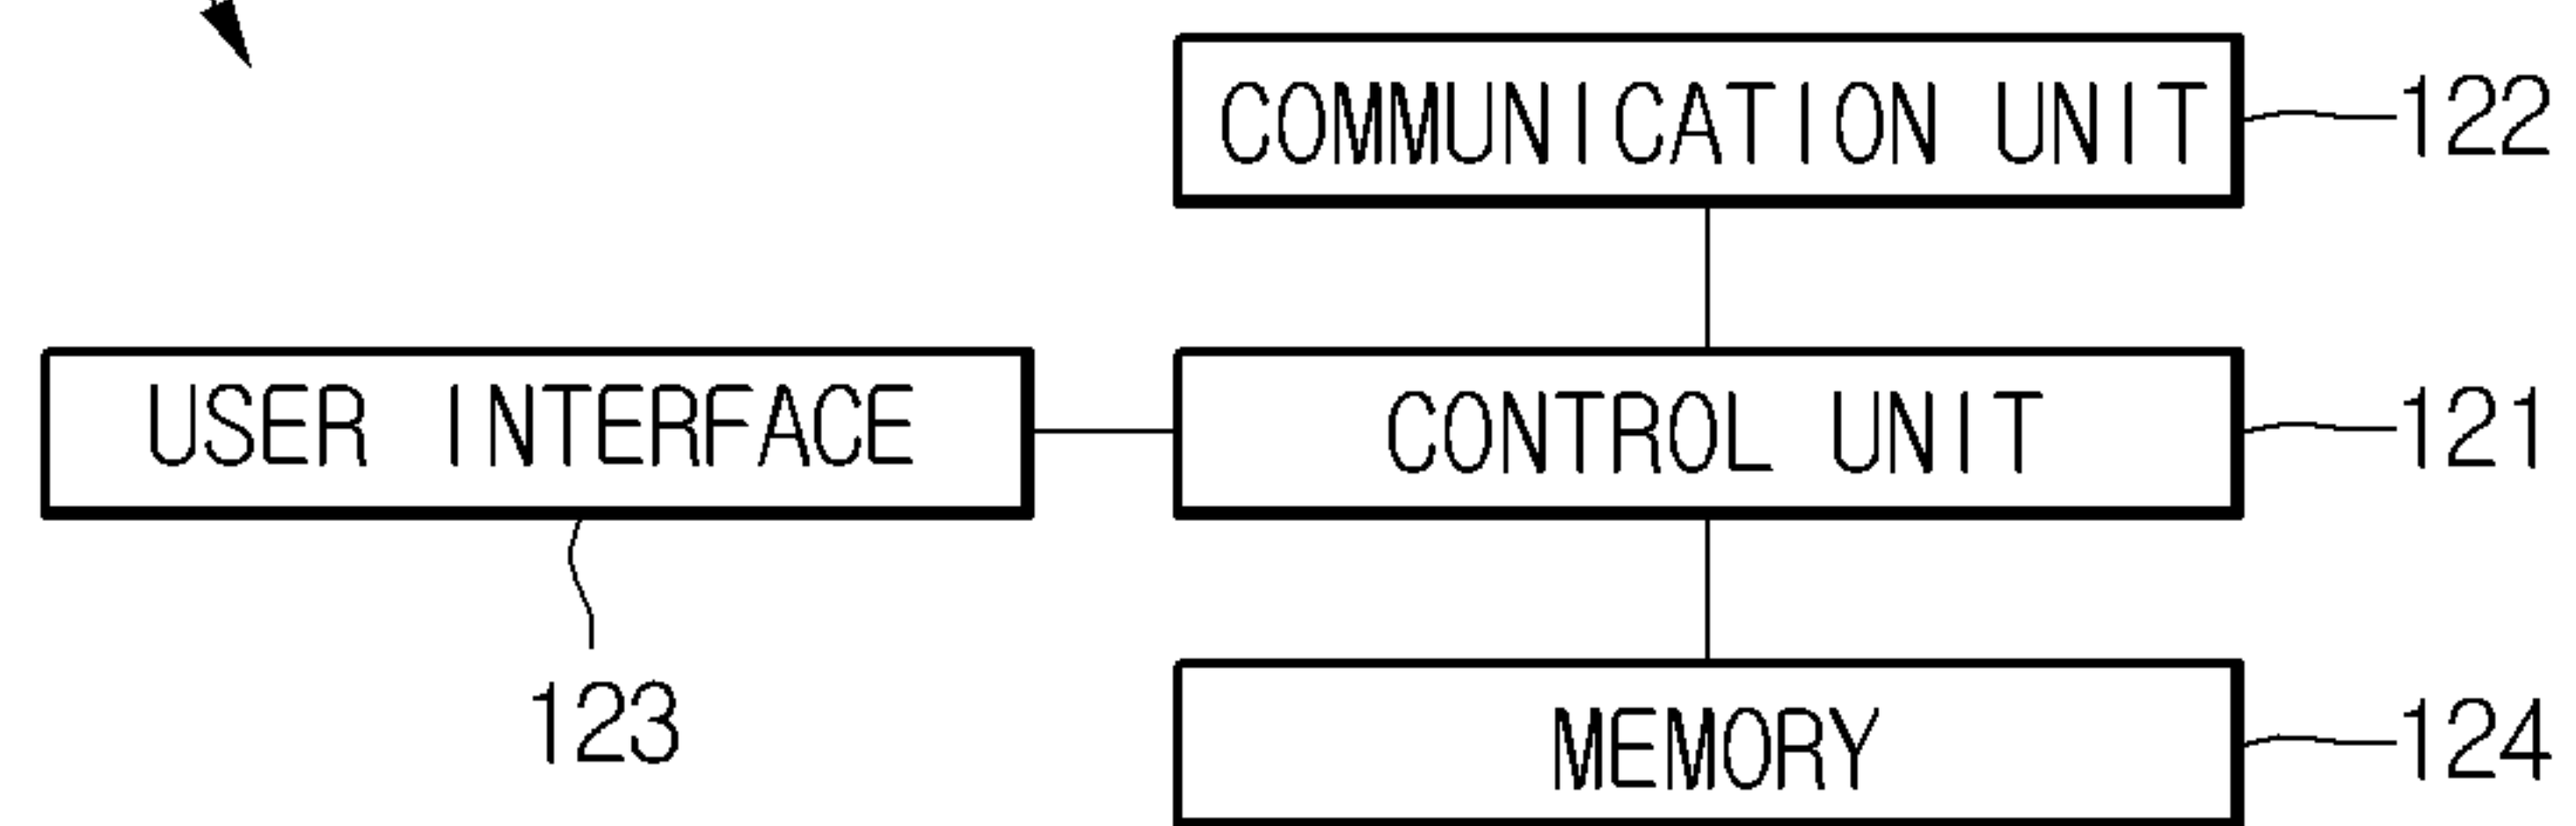 COMMUNICATION UNIT 122
USER INTERFACE CONTROL UNIT 121
123
MEMORY 124